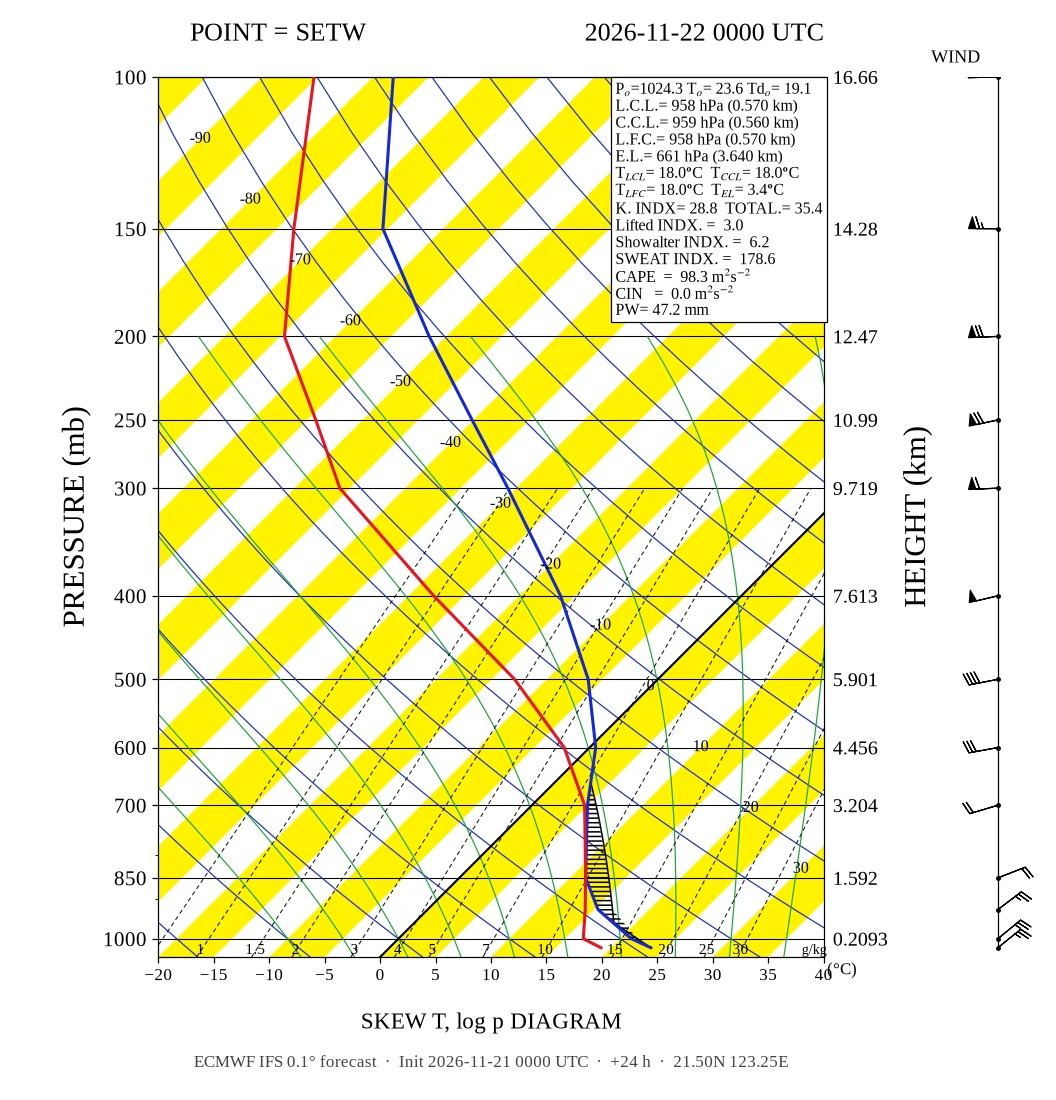 POINT = SETW
2026-11-22 0000 UTC
WIND
100
16.66
P₀=1024.3 T₀= 23.6 Td₀= 19.1
L.C.L.= 958 hPa (0.570 km)
C.C.L.= 959 hPa (0.560 km)
L.F.C.= 958 hPa (0.570 km)
E.L.= 661 hPa (3.640 km)
T_LCL= 18.0°C T_CCL= 18.0°C
T_LFC= 18.0°C T_EL= 3.4°C
K. INDX= 28.8 TOTAL.= 35.4
Lifted INDX. = 3.0
Showalter INDX. = 6.2
SWEAT INDX. = 178.6
CAPE = 98.3 m²s⁻²
CIN = 0.0 m²s⁻²
PW= 47.2 mm
-90
-80
150
14.28
-70
-60
200
12.47
-50
250
10.99
-40
300
9.719
-30
PRESSURE (mb)
HEIGHT (km)
-20
400
7.613
-10
500
0
5.901
600
10
4.456
700
20
3.204
850
30
1.592
1000
0.2093
1 1.5 2 3 4 5 7 10 15 20 25 30 g/kg
−20 −15 −10 −5 0 5 10 15 20 25 30 35 40 (°C)
SKEW T, log p DIAGRAM
ECMWF IFS 0.1° forecast · Init 2026-11-21 0000 UTC · +24 h · 21.50N 123.25E